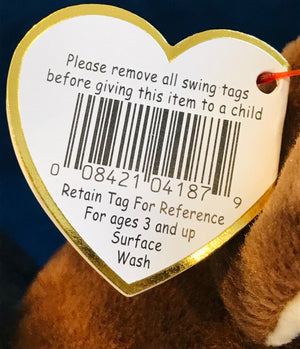 Please remove all swing tags
before giving this item to a child
0 08421 04187 9
Retain Tag For Reference
For ages 3 and up
Surface
Wash